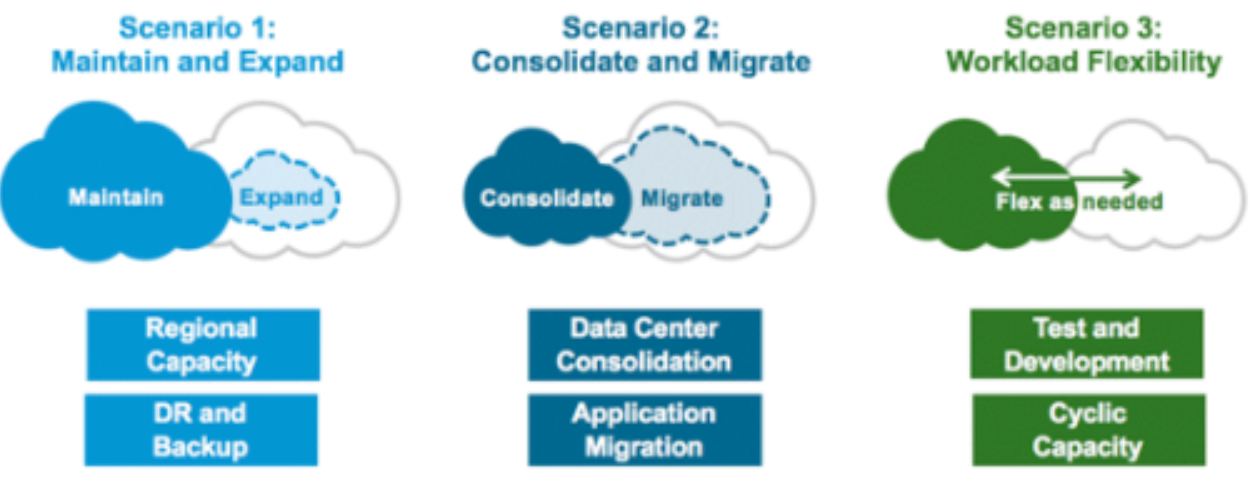 Scenario 1:
Maintain and Expand
Maintain
Expand
Regional
Capacity
DR and
Backup
Scenario 2:
Consolidate and Migrate
Consolidate
Migrate
Data Center
Consolidation
Application
Migration
Scenario 3:
Workload Flexibility
Flex as needed
Test and
Development
Cyclic
Capacity